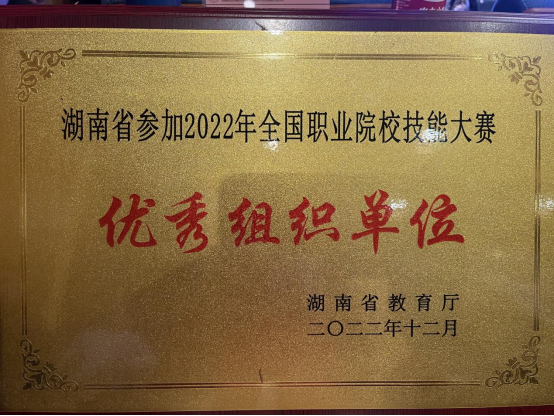 湖南省参加2022年全国职业院校技能大赛
优秀组织单位
湖南省教育厅
二〇二二年十二月